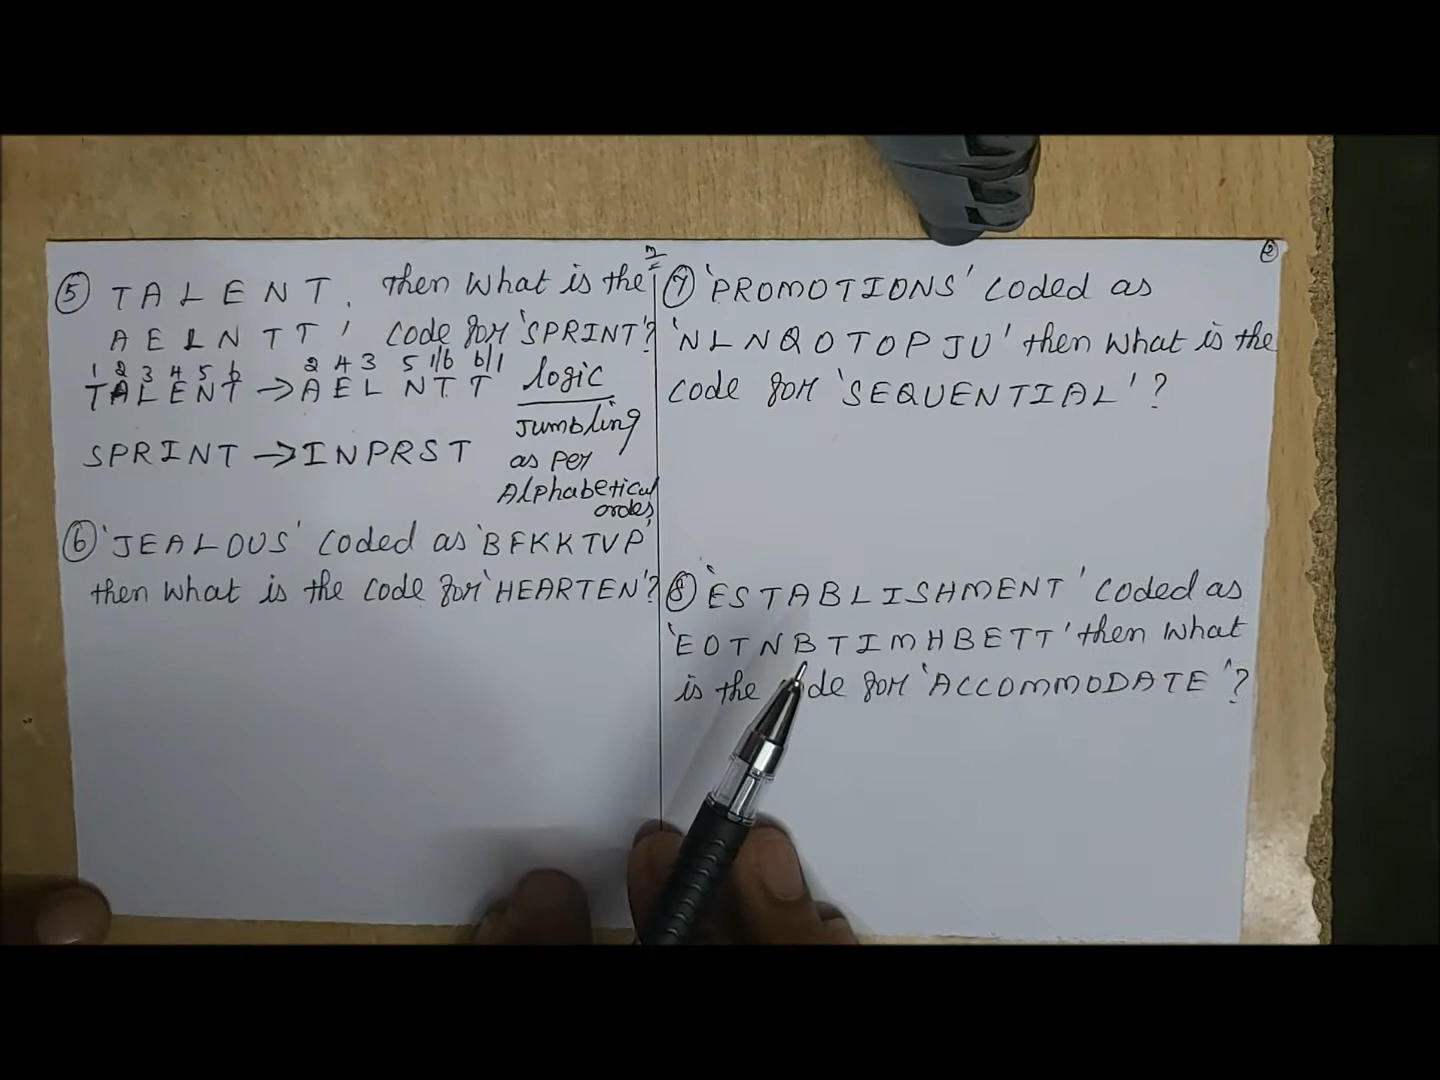 ⑤ TALENT, then what is the
AELNTT' code for 'SPRINT'?
1 2 3 4 5 6 2 4 3 5 1/6 6/1
TALENT → AELNTT logic
Jumbling
SPRINT → INPRST as per
Alphabetical
order
⑥ 'JEALOUS' coded as 'BFKKTVP'
then what is the code for 'HEARTEN'?
②
⑦ 'PROMOTIONS' coded as
'NLNQOTOPJU' then what is the
code for 'SEQUENTIAL'?
⑧ 'ESTABLISHMENT' coded as
'EOTNBTIMHBETT' then what
is the code for 'ACCOMMODATE'?